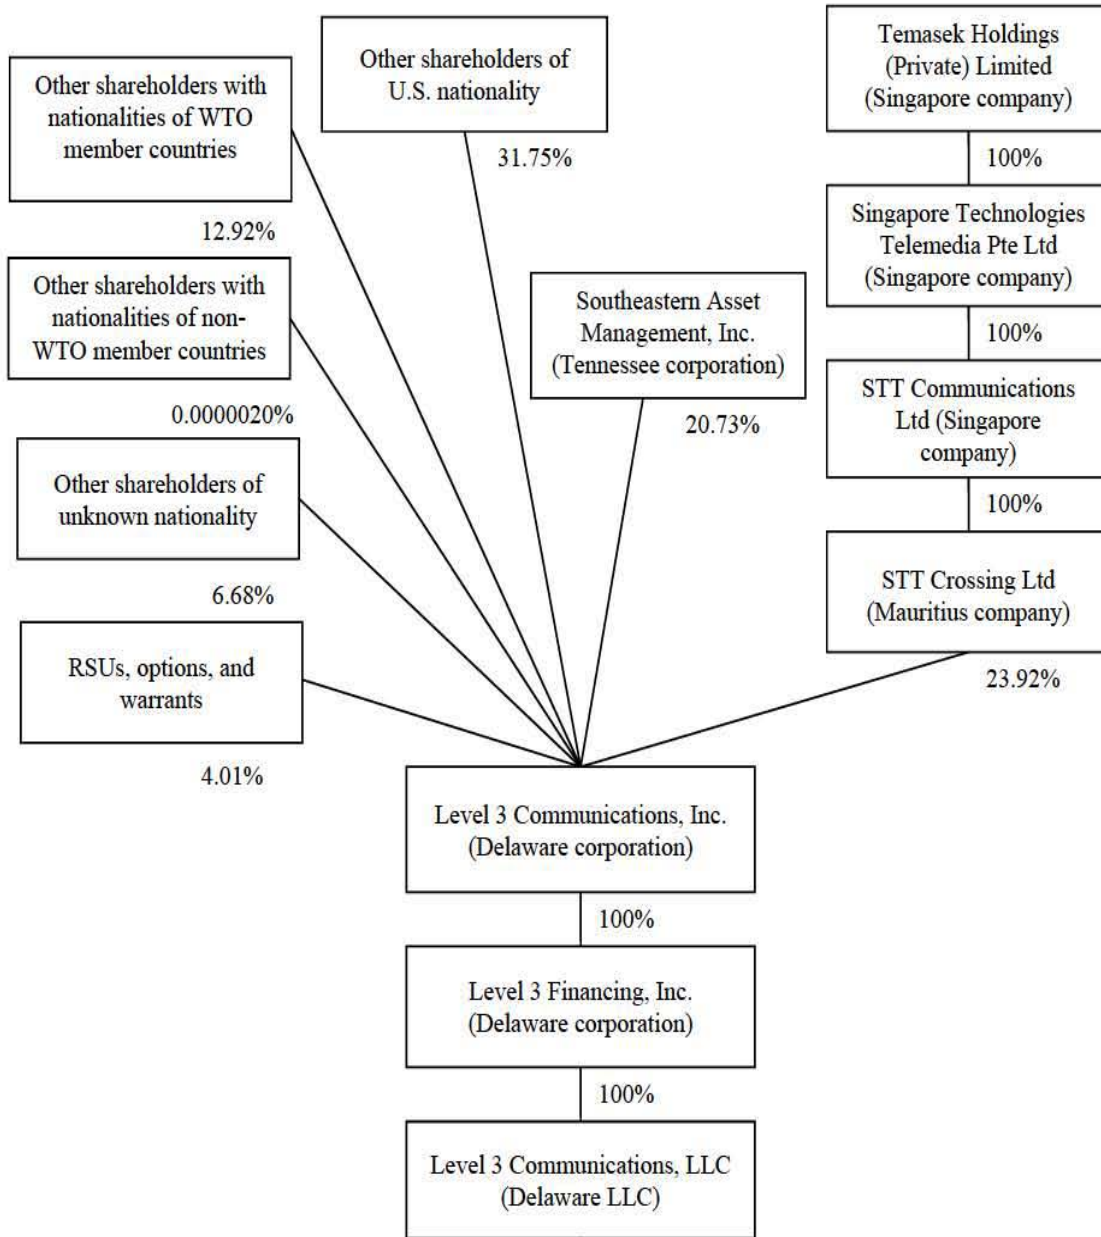 Other shareholders with
nationalities of WTO
member countries
12.92%
Other shareholders of
U.S. nationality
31.75%
Temasek Holdings
(Private) Limited
(Singapore company)
100%
Singapore Technologies
Telemedia Pte Ltd
(Singapore company)
100%
STT Communications
Ltd (Singapore
company)
100%
STT Crossing Ltd
(Mauritius company)
23.92%
Southeastern Asset
Management, Inc.
(Tennessee corporation)
20.73%
Other shareholders with
nationalities of non-
WTO member countries
0.0000020%
Other shareholders of
unknown nationality
6.68%
RSUs, options, and
warrants
4.01%
Level 3 Communications, Inc.
(Delaware corporation)
100%
Level 3 Financing, Inc.
(Delaware corporation)
100%
Level 3 Communications, LLC
(Delaware LLC)